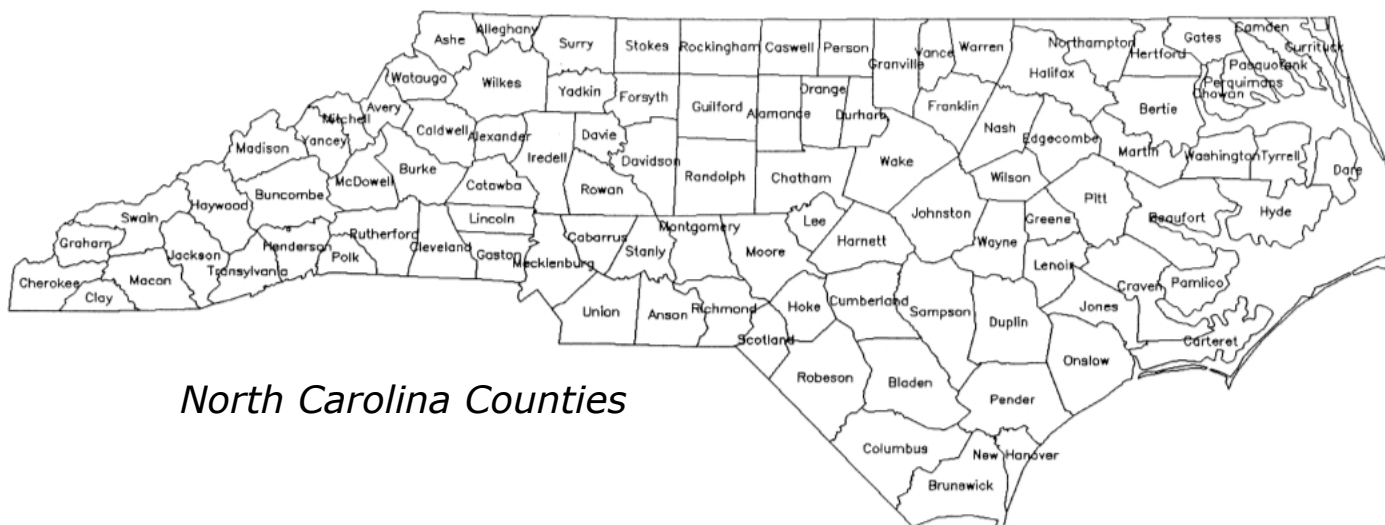 Ashe
Alleghany
Surry
Stokes
Rockingham
Caswell
Person
Granville
Vance
Warren
Northampton
Hertford
Gates
Camden
Currituck
Pasquotank
Perquimans
Chowan
Watauga
Wilkes
Yadkin
Forsyth
Guilford
Alamance
Orange
Durham
Franklin
Halifax
Bertie
Mitchell
Avery
Caldwell
Alexander
Iredell
Davie
Davidson
Randolph
Chatham
Wake
Nash
Edgecombe
Martin
Washington
Tyrrell
Dare
Madison
Yancey
Burke
McDowell
Catawba
Rowan
Wilson
Pitt
Beaufort
Hyde
Buncombe
Haywood
Swain
Graham
Cherokee
Clay
Macon
Jackson
Transylvania
Henderson
Polk
Rutherford
Cleveland
Lincoln
Gaston
Mecklenburg
Cabarrus
Stanly
Montgomery
Moore
Lee
Harnett
Johnston
Wayne
Greene
Lenoir
Craven
Pamlico
Jones
Carteret
Union
Anson
Richmond
Scotland
Hoke
Cumberland
Sampson
Duplin
Onslow
Robeson
Bladen
Pender
Columbus
New Hanover
Brunswick
North Carolina Counties